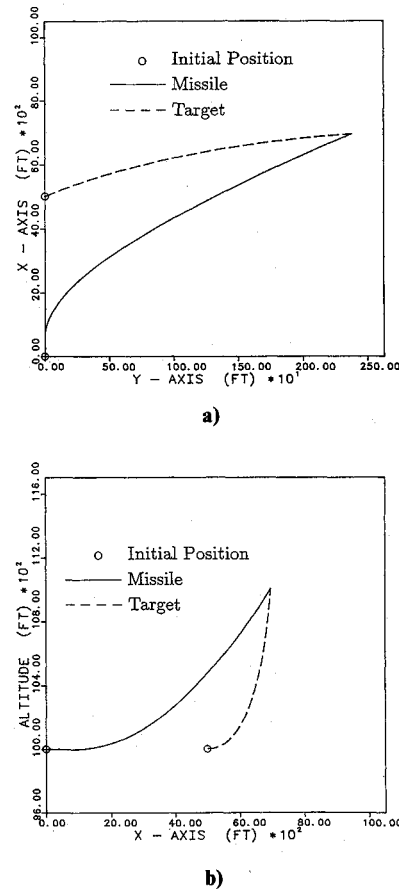 100.00
80.00
60.00
40.00
20.00
0.00
X - AXIS (FT) *10²
Initial Position
Missile
Target
0.00 50.00 100.00 150.00 200.00 250.00
Y - AXIS (FT) *10¹
a)
116.00
112.00
108.00
104.00
100.00
96.00
ALTITUDE (FT) *10²
Initial Position
Missile
Target
0.00 20.00 40.00 60.00 80.00 100.00
X - AXIS (FT) *10²
b)